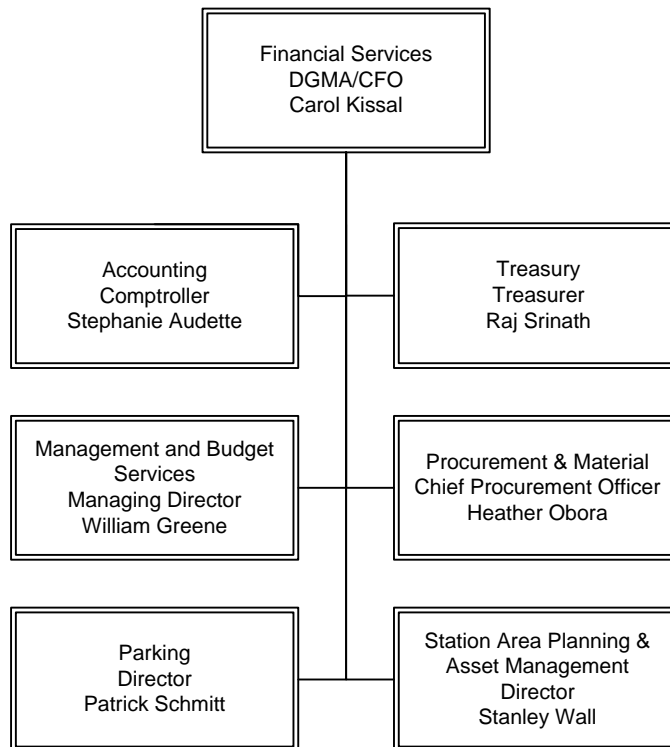 Financial Services
DGMA/CFO
Carol Kissal
Accounting
Comptroller
Stephanie Audette
Treasury
Treasurer
Raj Srinath
Management and Budget
Services
Managing Director
William Greene
Procurement & Material
Chief Procurement Officer
Heather Obora
Parking
Director
Patrick Schmitt
Station Area Planning &
Asset Management
Director
Stanley Wall